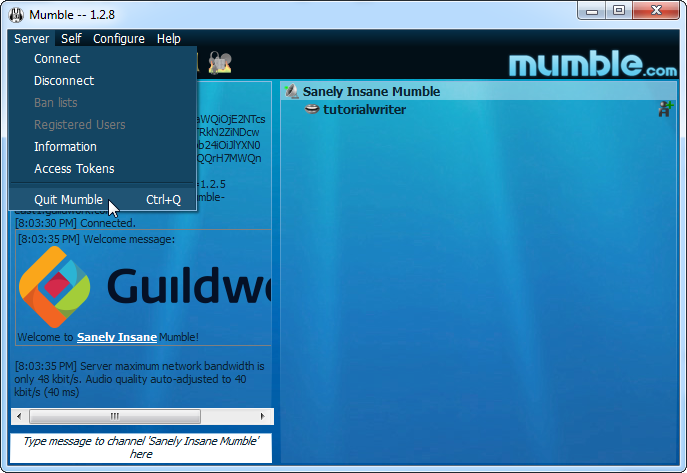 Mumble -- 1.2.8
Server Self Configure Help
Connect
Disconnect
Ban lists
Registered Users
Information
Access Tokens
Quit Mumble Ctrl+Q
mumble.com
aWQiOjE2NTcs
TRkN2ZiNDcw
b24iOiJlYXN0
QQrH7MWQn
=1.2.5
mble-
[8:03:30 PM] Connected.
[8:03:35 PM] Welcome message:
Guildw
Welcome to Sanely Insane Mumble!
[8:03:35 PM] Server maximum network bandwidth is
only 48 kbit/s. Audio quality auto-adjusted to 40
kbit/s (40 ms)
Type message to channel 'Sanely Insane Mumble'
here
Sanely Insane Mumble
tutorialwriter